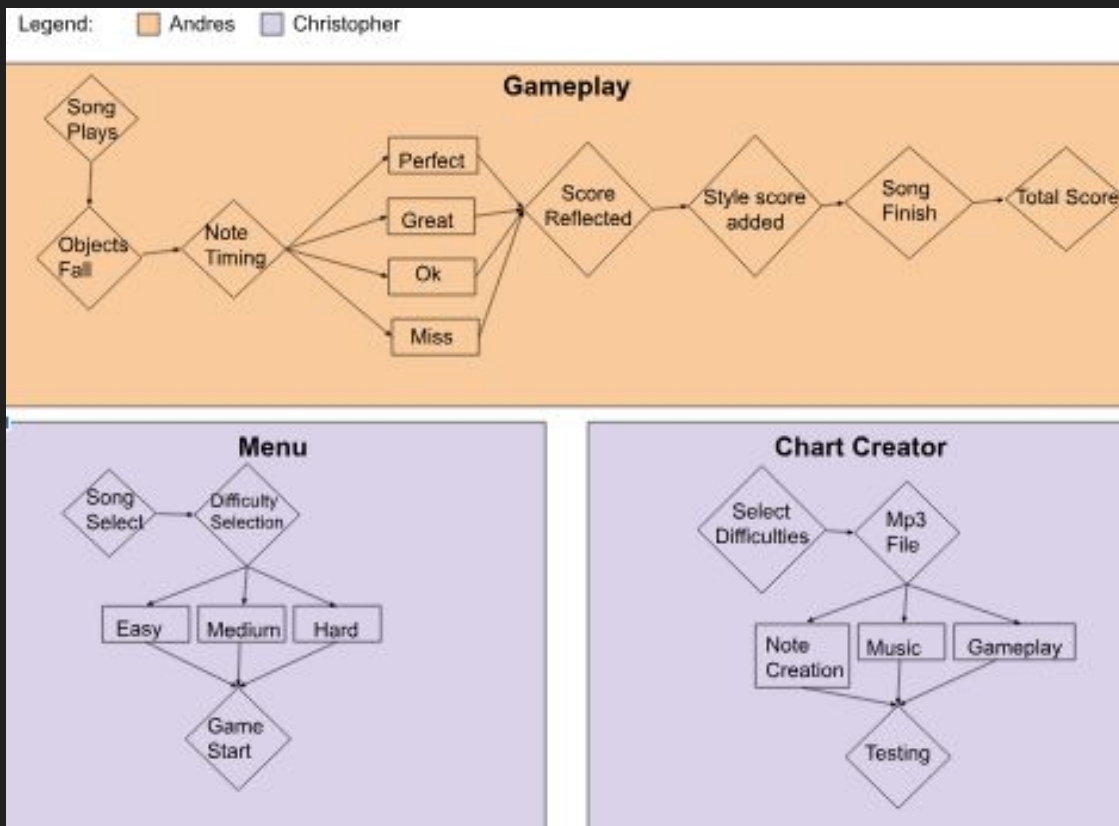 Legend: Andres Christopher
Gameplay
Song
Plays
Objects
Fall
Note
Timing
Perfect
Great
Ok
Miss
Score
Reflected
Style score
added
Song
Finish
Total Score
Menu
Song
Select
Difficulty
Selection
Easy
Medium
Hard
Game
Start
Chart Creator
Select
Difficulties
Mp3
File
Note
Creation
Music
Gameplay
Testing